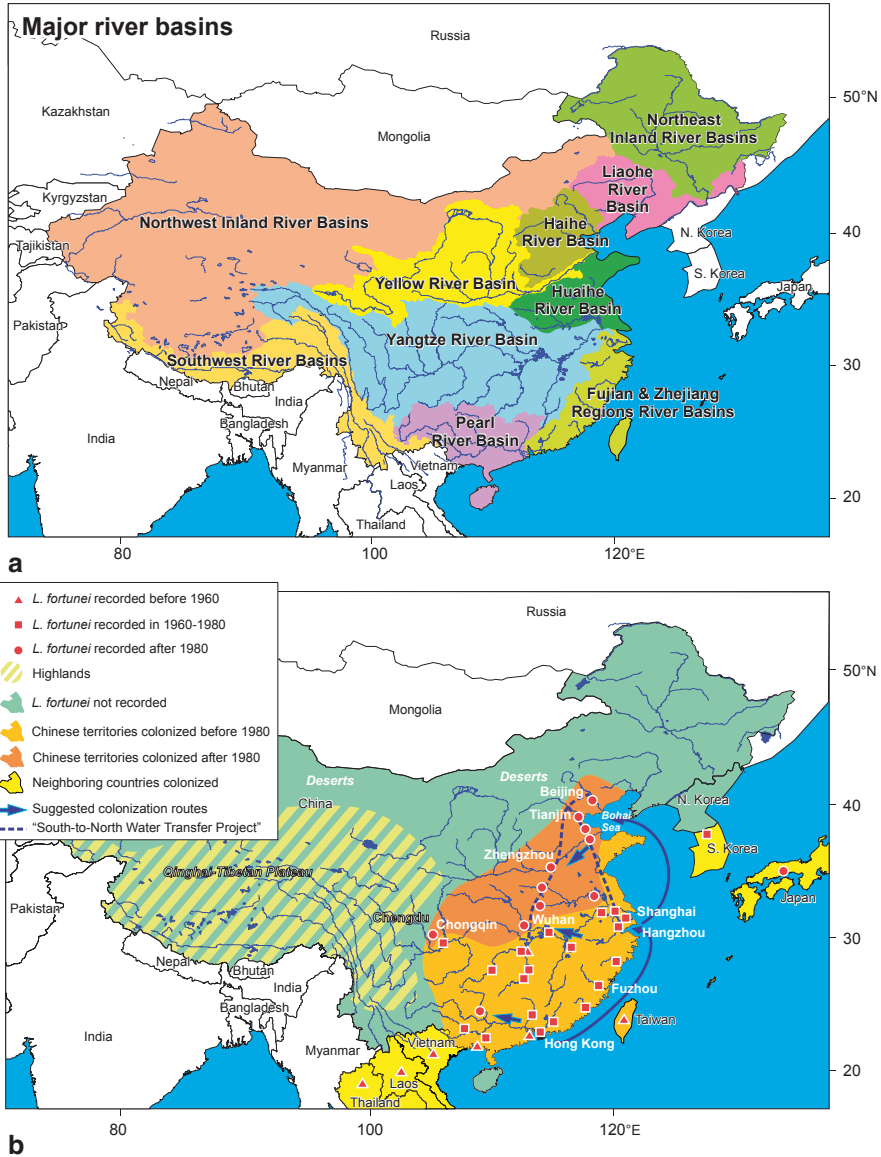 Major river basins
Russia
50°N
Kazakhstan
Northeast
Inland River Basins
Mongolia
Liaohe
River
Basin
Kyrgyzstan
Northwest Inland River Basins
Haihe
River Basin
N. Korea
40
Tajikistan
S. Korea
Yellow River Basin
Huaihe
River Basin
Japan
Pakistan
Yangtze River Basin
Southwest River Basins
30
Nepal
Bhutan
Fujian & Zhejiang
Regions River Basins
India
Pearl
River Basin
Bangladesh
India
Myanmar
Vietnam
Laos
20
Thailand
80
100
120°E
a
L. fortunei recorded before 1960
L. fortunei recorded in 1960-1980
L. fortunei recorded after 1980
Highlands
L. fortunei not recorded
Chinese territories colonized before 1980
Chinese territories colonized after 1980
Neighboring countries colonized
Suggested colonization routes
“South-to-North Water Transfer Project”
Russia
50°N
Mongolia
Deserts
Deserts
China
Beijing
N. Korea
40
Tianjin
Bohai
Sea
S. Korea
Zhengzhou
Qinghai-Tibetan Plateau
Japan
Pakistan
Chengdu
Chongqin
Wuhan
Shanghai
Hangzhou
30
Nepal
Bhutan
India
Fuzhou
Bangladesh
Taiwan
India
Myanmar
Vietnam
Hong Kong
Laos
20
Thailand
80
100
120°E
b